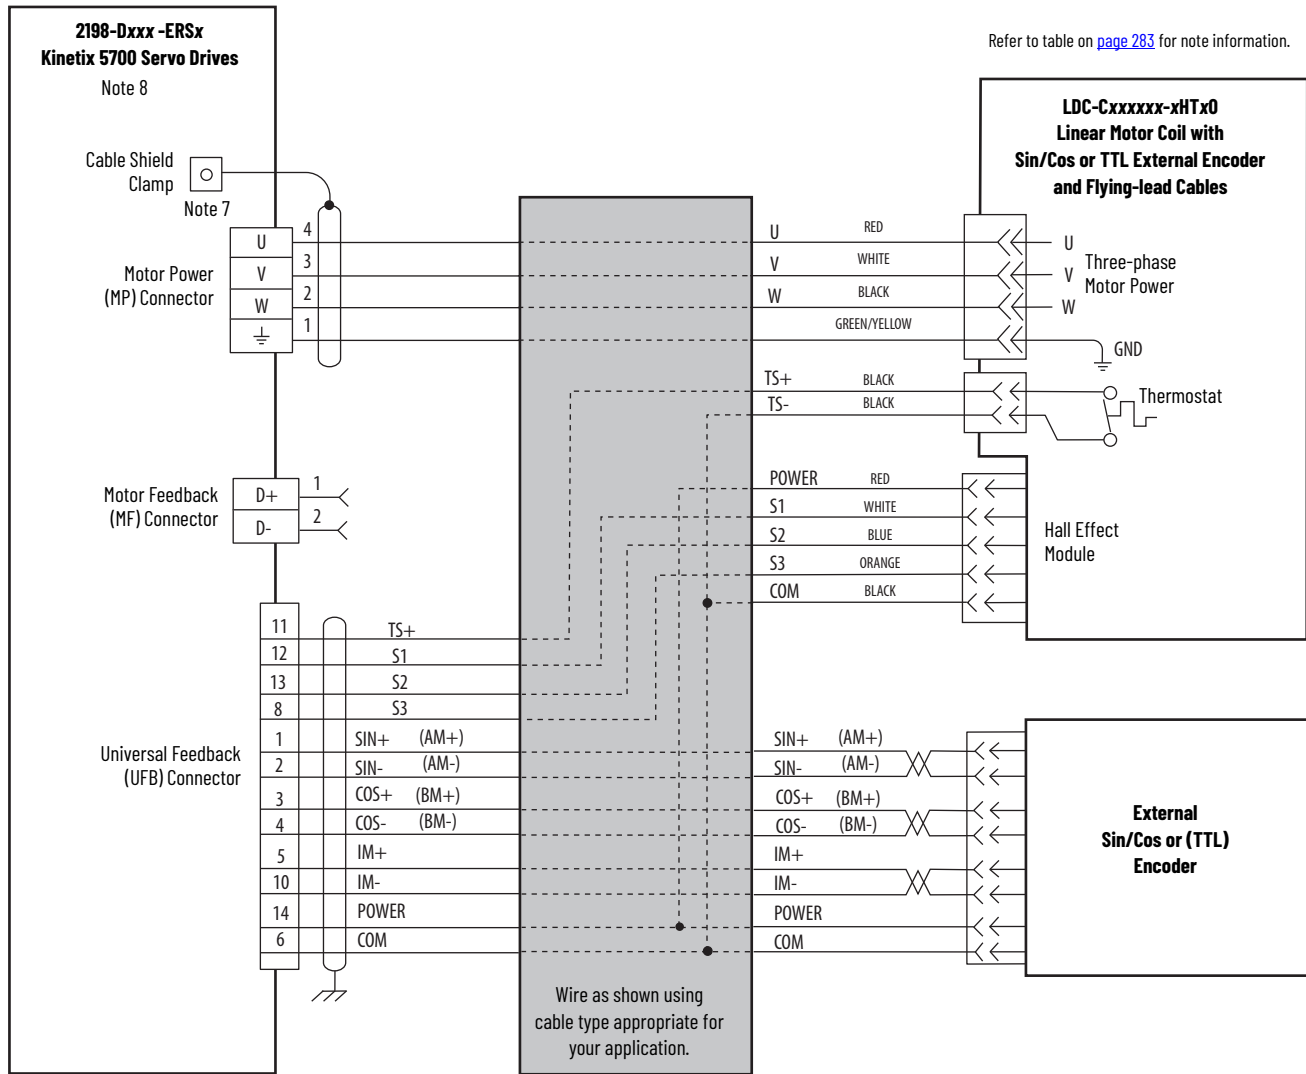 2198-Dxxx -ERSx
Kinetix 5700 Servo Drives
Note 8
Refer to table on page 283 for note information.
LDC-Cxxxxxx-xHTx0
Linear Motor Coil with
Sin/Cos or TTL External Encoder
and Flying-lead Cables
Cable Shield
Clamp
Note 7
Motor Power
(MP) Connector
U
4
V
3
W
2
1
U
RED
V
WHITE
W
BLACK
GREEN/YELLOW
U
V
W
Three-phase
Motor Power
GND
TS+
BLACK
TS-
BLACK
Thermostat
Motor Feedback
(MF) Connector
D+
1
D-
2
POWER
RED
S1
WHITE
S2
BLUE
S3
ORANGE
COM
BLACK
Hall Effect
Module
Universal Feedback
(UFB) Connector
11
TS+
12
S1
13
S2
8
S3
1
SIN+ (AM+)
2
SIN- (AM-)
3
COS+ (BM+)
4
COS- (BM-)
5
IM+
10
IM-
14
POWER
6
COM
SIN+ (AM+)
SIN- (AM-)
COS+ (BM+)
COS- (BM-)
IM+
IM-
POWER
COM
External
Sin/Cos or (TTL)
Encoder
Wire as shown using
cable type appropriate for
your application.